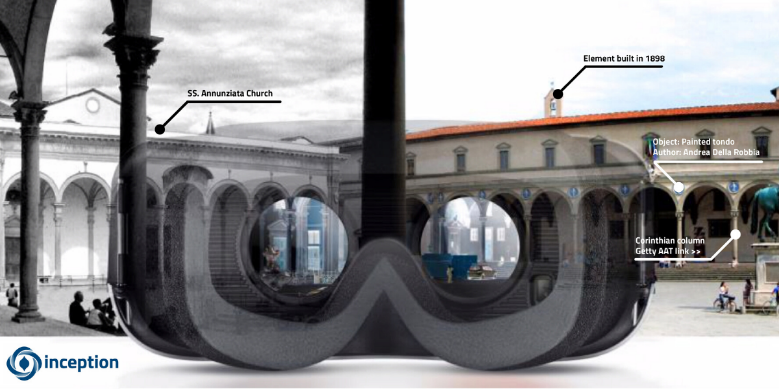 Element built in 1898
SS. Annunziata Church
Object: Painted tondo
Author: Andrea Della Robbia
Corinthian column
Getty AAT link >>
inception